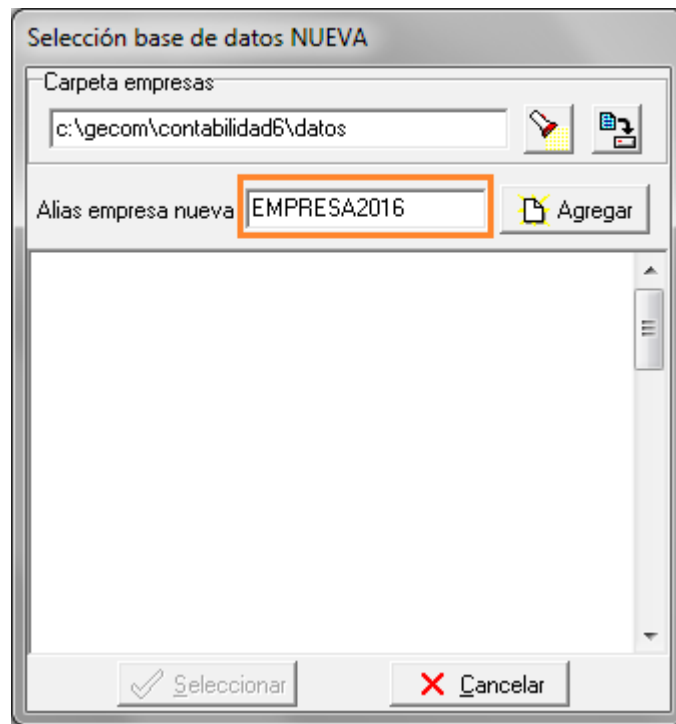 Selección base de datos NUEVA
Carpeta empresas
c:\gecom\contabilidad6\datos
Alias empresa nueva EMPRESA2016 Agregar
Seleccionar Cancelar